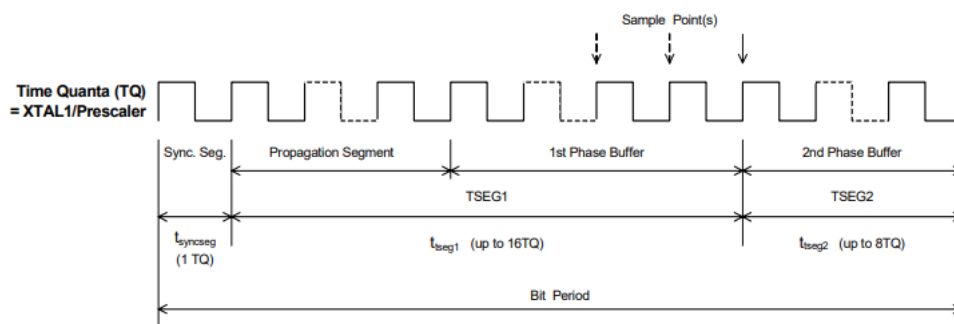 Sample Point(s)
Time Quanta (TQ)
= XTAL1/Prescaler
Sync. Seg. Propagation Segment 1st Phase Buffer 2nd Phase Buffer
TSEG1 TSEG2
tsyncseg ttseg1 (up to 16TQ) ttseg2 (up to 8TQ)
(1 TQ)
Bit Period